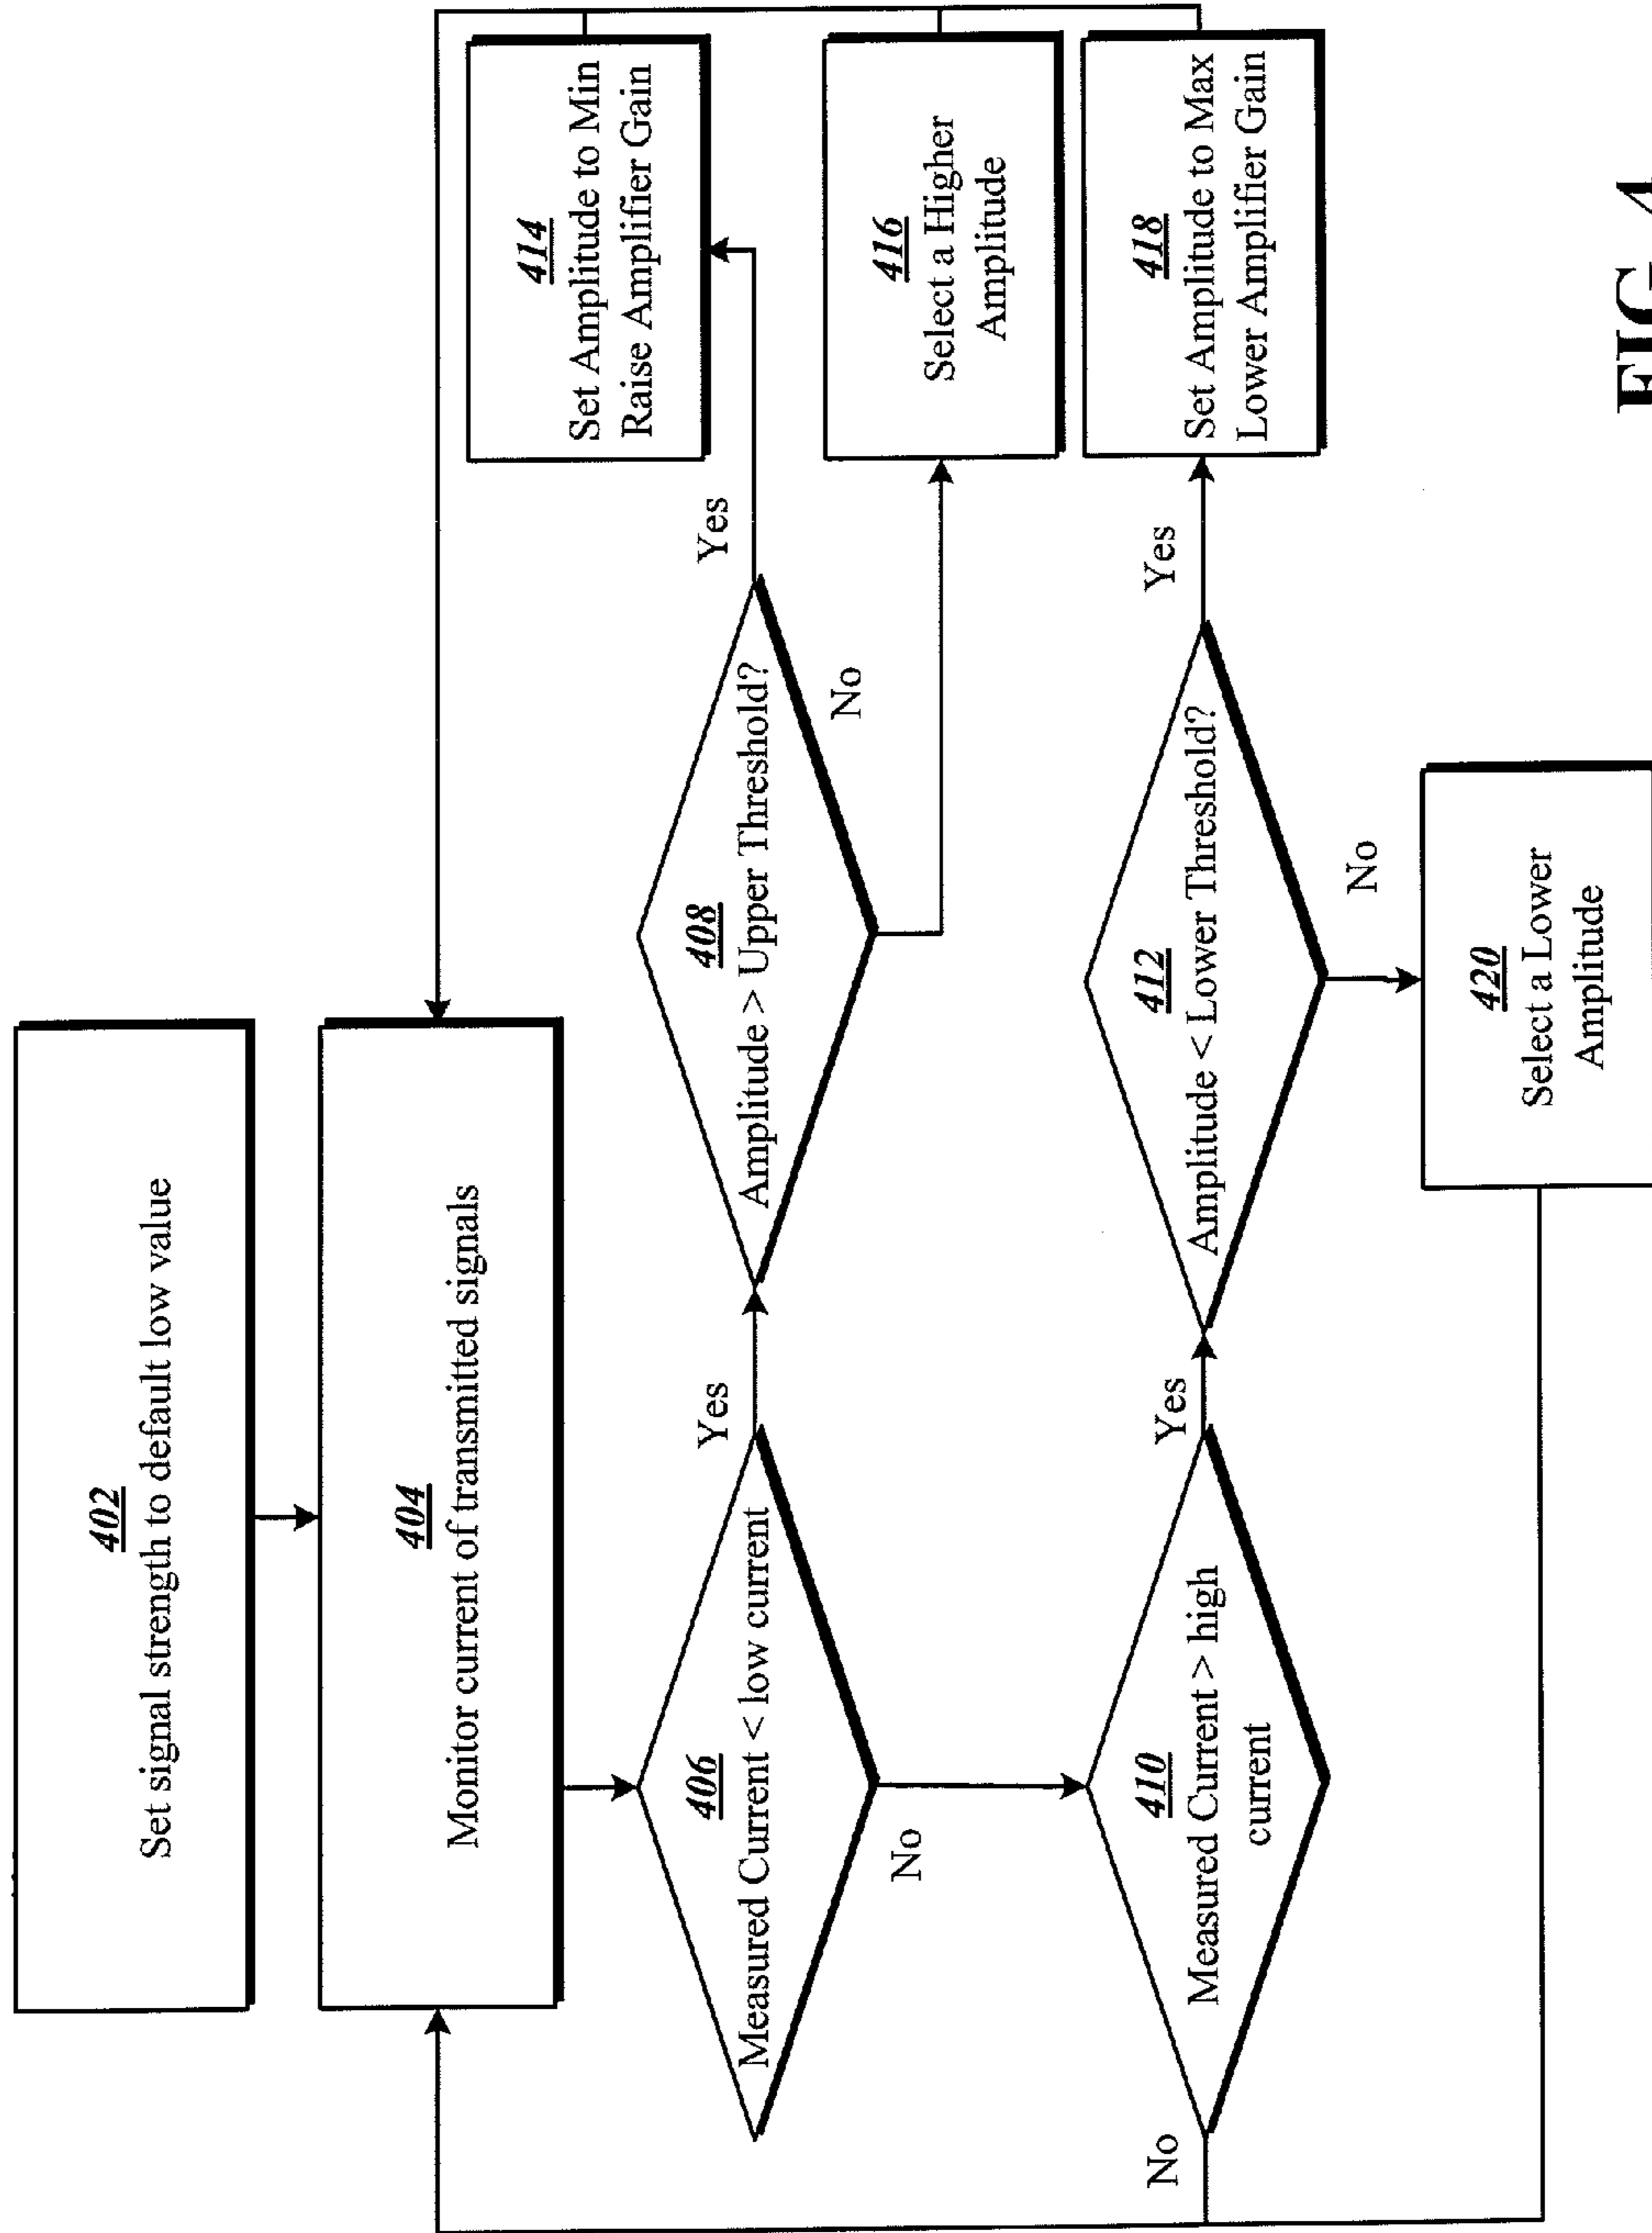 402
Set signal strength to default low value
404
Monitor current of transmitted signals
406
Measured Current < low current
Yes
No
408
Amplitude > Upper Threshold?
Yes
No
414
Set Amplitude to Min
Raise Amplifier Gain
416
Select a Higher
Amplitude
410
Measured Current > high
current
Yes
No
412
Amplitude < Lower Threshold?
Yes
No
418
Set Amplitude to Max
Lower Amplifier Gain
420
Select a Lower
Amplitude
FIG 4